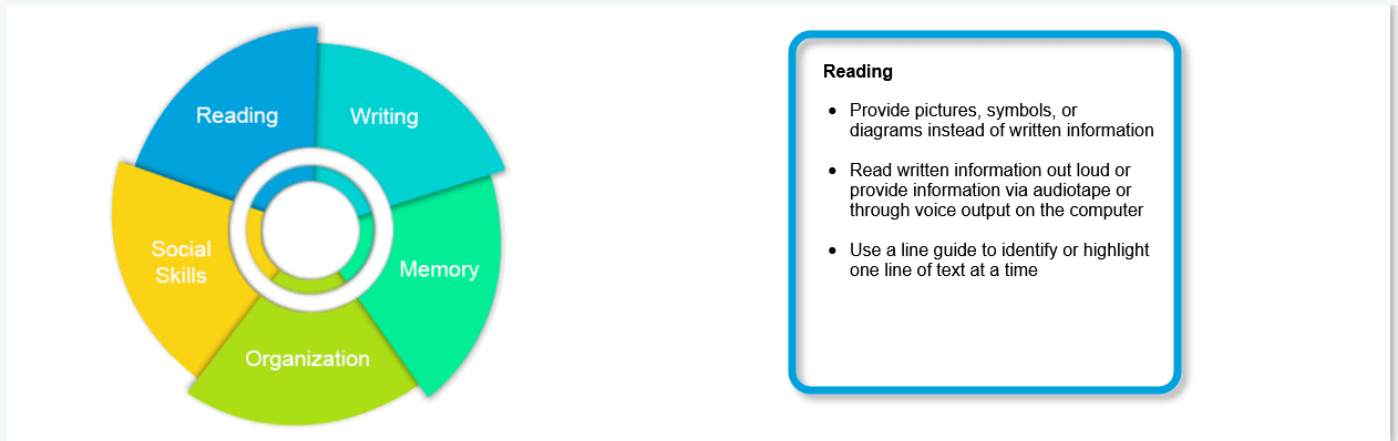 Reading
Writing
Social
Skills
Memory
Organization
Reading
• Provide pictures, symbols, or
diagrams instead of written information
• Read written information out loud or
provide information via audiotape or
through voice output on the computer
• Use a line guide to identify or highlight
one line of text at a time